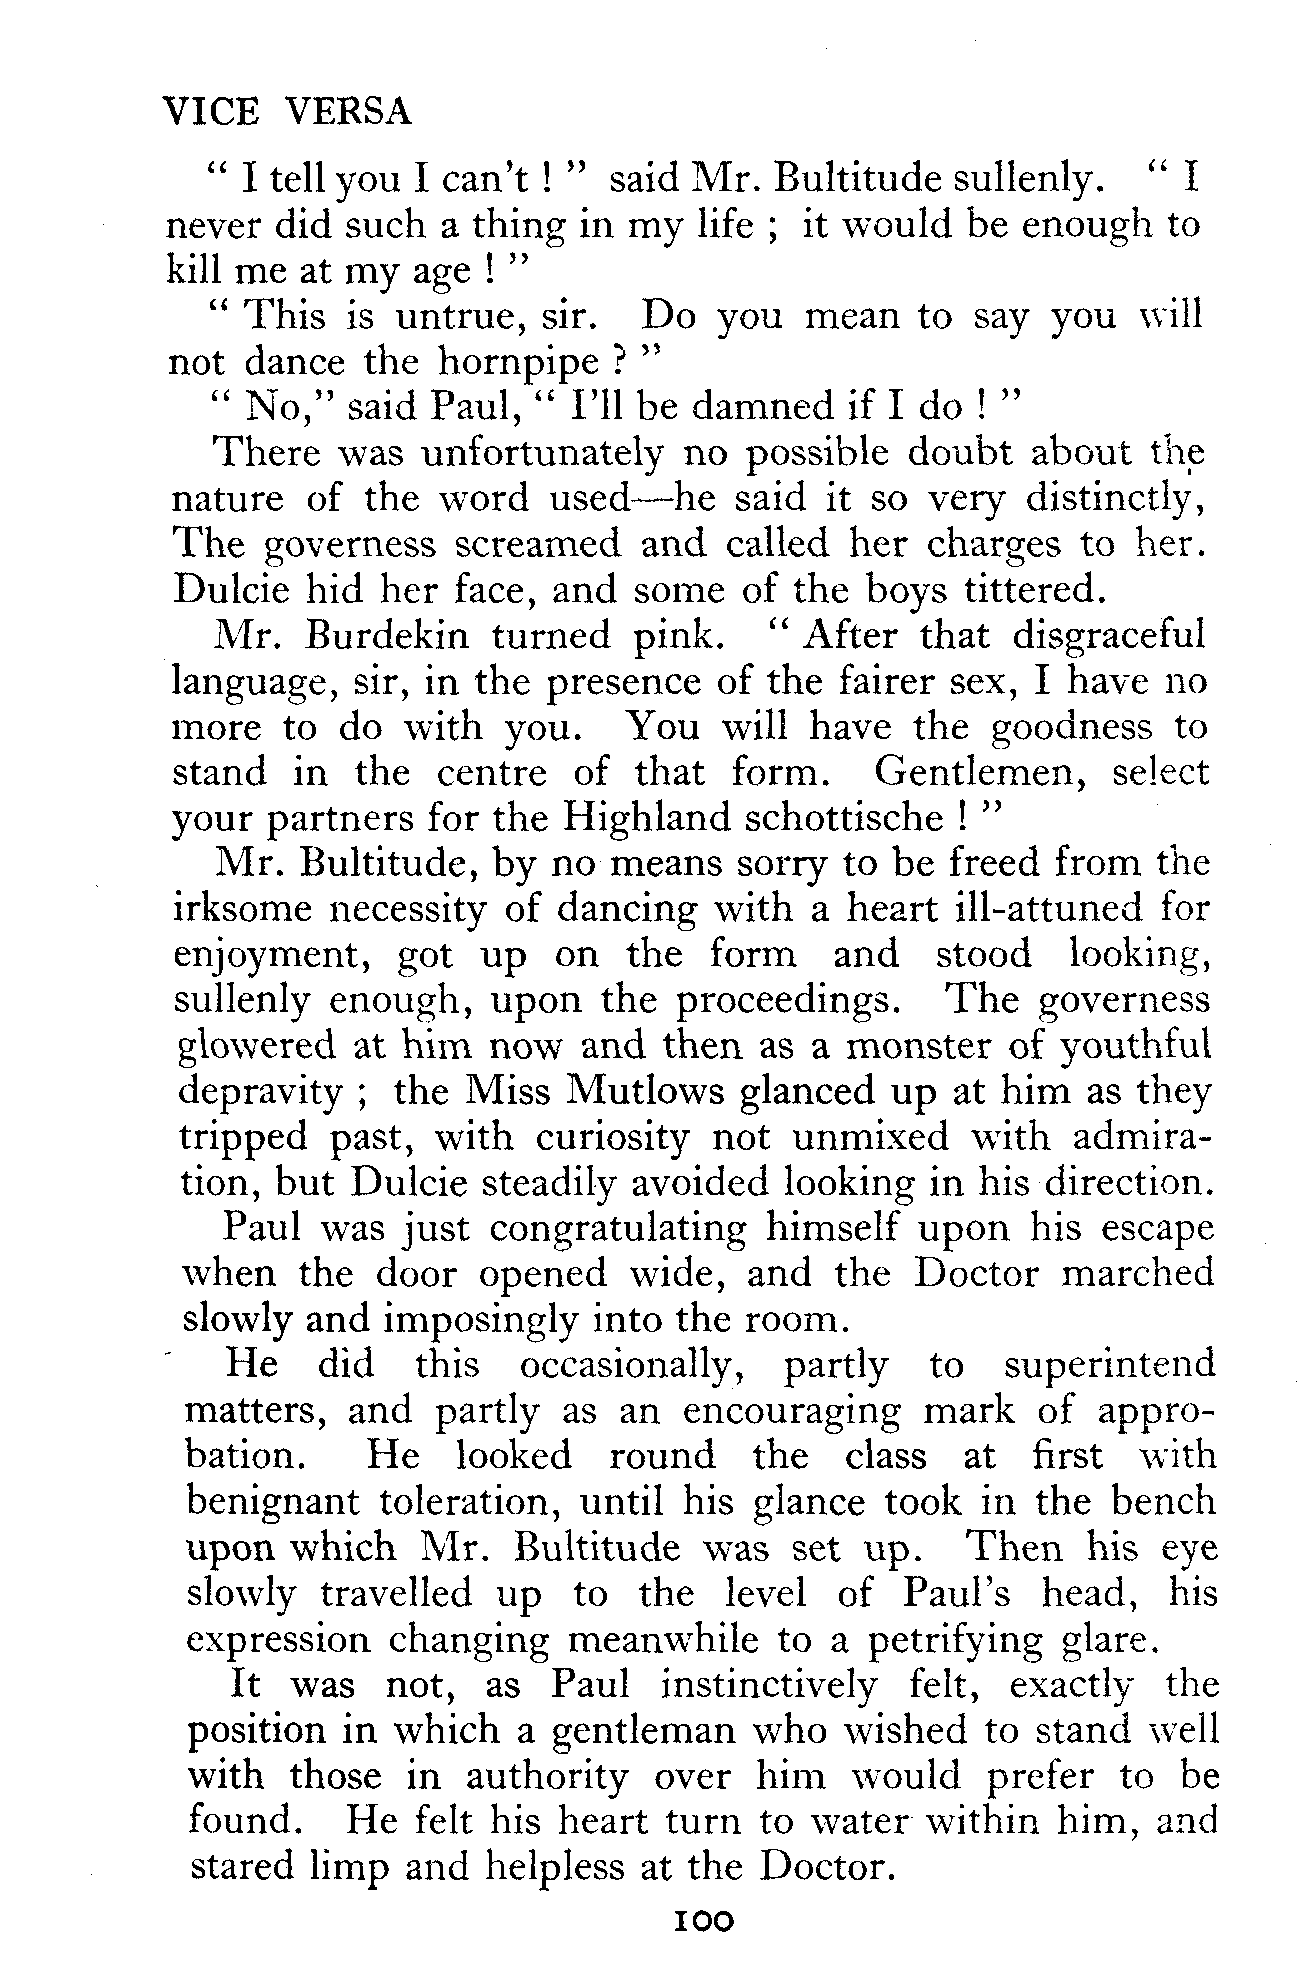 VICE VERSA
“ I tell you I can't ! ” said Mr. Bultitude sullenly. “ I
never did such a thing in my life ; it would be enough to
kill me at my age ! ”
“ This is untrue, sir. Do you mean to say you will
not dance the hornpipe ? ”
“ No,” said Paul, “ I'll be damned if I do ! ”
There was unfortunately no possible doubt about the
nature of the word used—he said it so very distinctly,
The governess screamed and called her charges to her.
Dulcie hid her face, and some of the boys tittered.
Mr. Burdekin turned pink. “ After that disgraceful
language, sir, in the presence of the fairer sex, I have no
more to do with you. You will have the goodness to
stand in the centre of that form. Gentlemen, select
your partners for the Highland schottische ! ”
Mr. Bultitude, by no means sorry to be freed from the
irksome necessity of dancing with a heart ill-attuned for
enjoyment, got up on the form and stood looking,
sullenly enough, upon the proceedings. The governess
glowered at him now and then as a monster of youthful
depravity ; the Miss Mutlows glanced up at him as they
tripped past, with curiosity not unmixed with admira-
tion, but Dulcie steadily avoided looking in his direction.
Paul was just congratulating himself upon his escape
when the door opened wide, and the Doctor marched
slowly and imposingly into the room.
He did this occasionally, partly to superintend
matters, and partly as an encouraging mark of appro-
bation. He looked round the class at first with
benignant toleration, until his glance took in the bench
upon which Mr. Bultitude was set up. Then his eye
slowly travelled up to the level of Paul's head, his
expression changing meanwhile to a petrifying glare.
It was not, as Paul instinctively felt, exactly the
position in which a gentleman who wished to stand well
with those in authority over him would prefer to be
found. He felt his heart turn to water within him, and
stared limp and helpless at the Doctor.
100